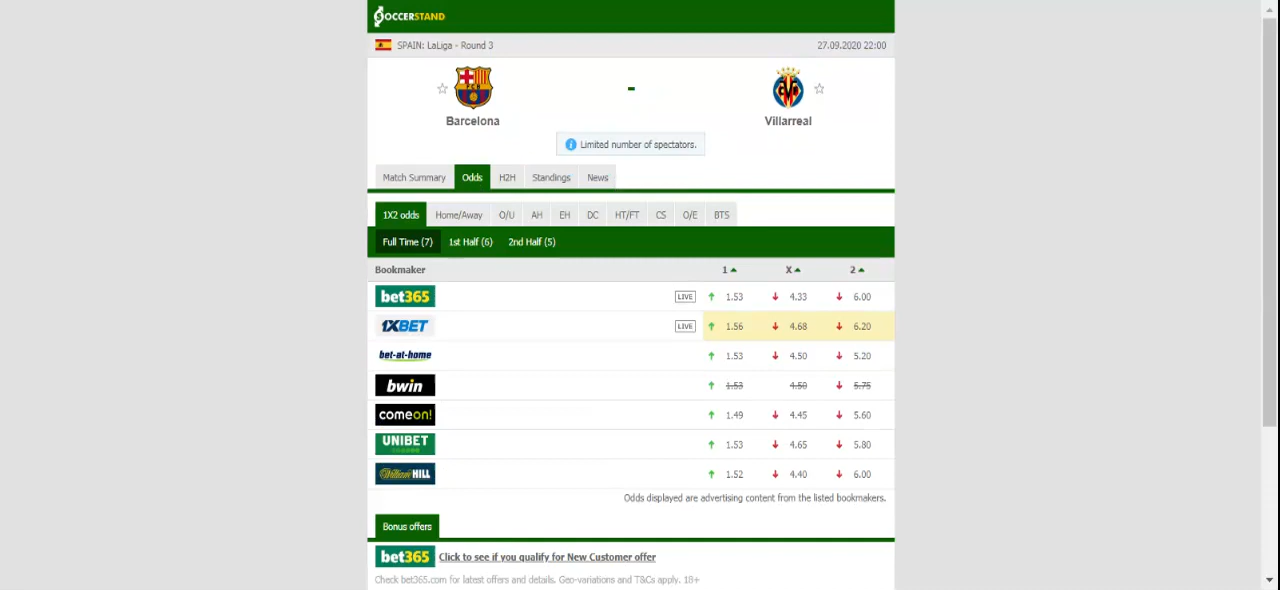 SOCCERSTAND
SPAIN: LaLiga - Round 3 27.09.2020 22:00
-
Barcelona Villarreal
Limited number of spectators.
Match Summary Odds H2H Standings News
1X2 odds Home/Away O/U AH EH DC HT/FT CS O/E BTS
Full Time (7) 1st Half (6) 2nd Half (5)
Bookmaker 1 X 2
bet365 LIVE 1.53 4.33 6.00
1XBET LIVE 1.56 4.68 6.20
bet-at-home 1.53 4.50 5.20
bwin 1.53 4.50 5.75
comeon! 1.49 4.45 5.60
UNIBET 1.53 4.65 5.80
William HILL 1.52 4.40 6.00
Odds displayed are advertising content from the listed bookmakers.
Bonus offers
bet365 Click to see if you qualify for New Customer offer
Check bet365.com for latest offers and details. Geo-variations and T&Cs apply. 18+